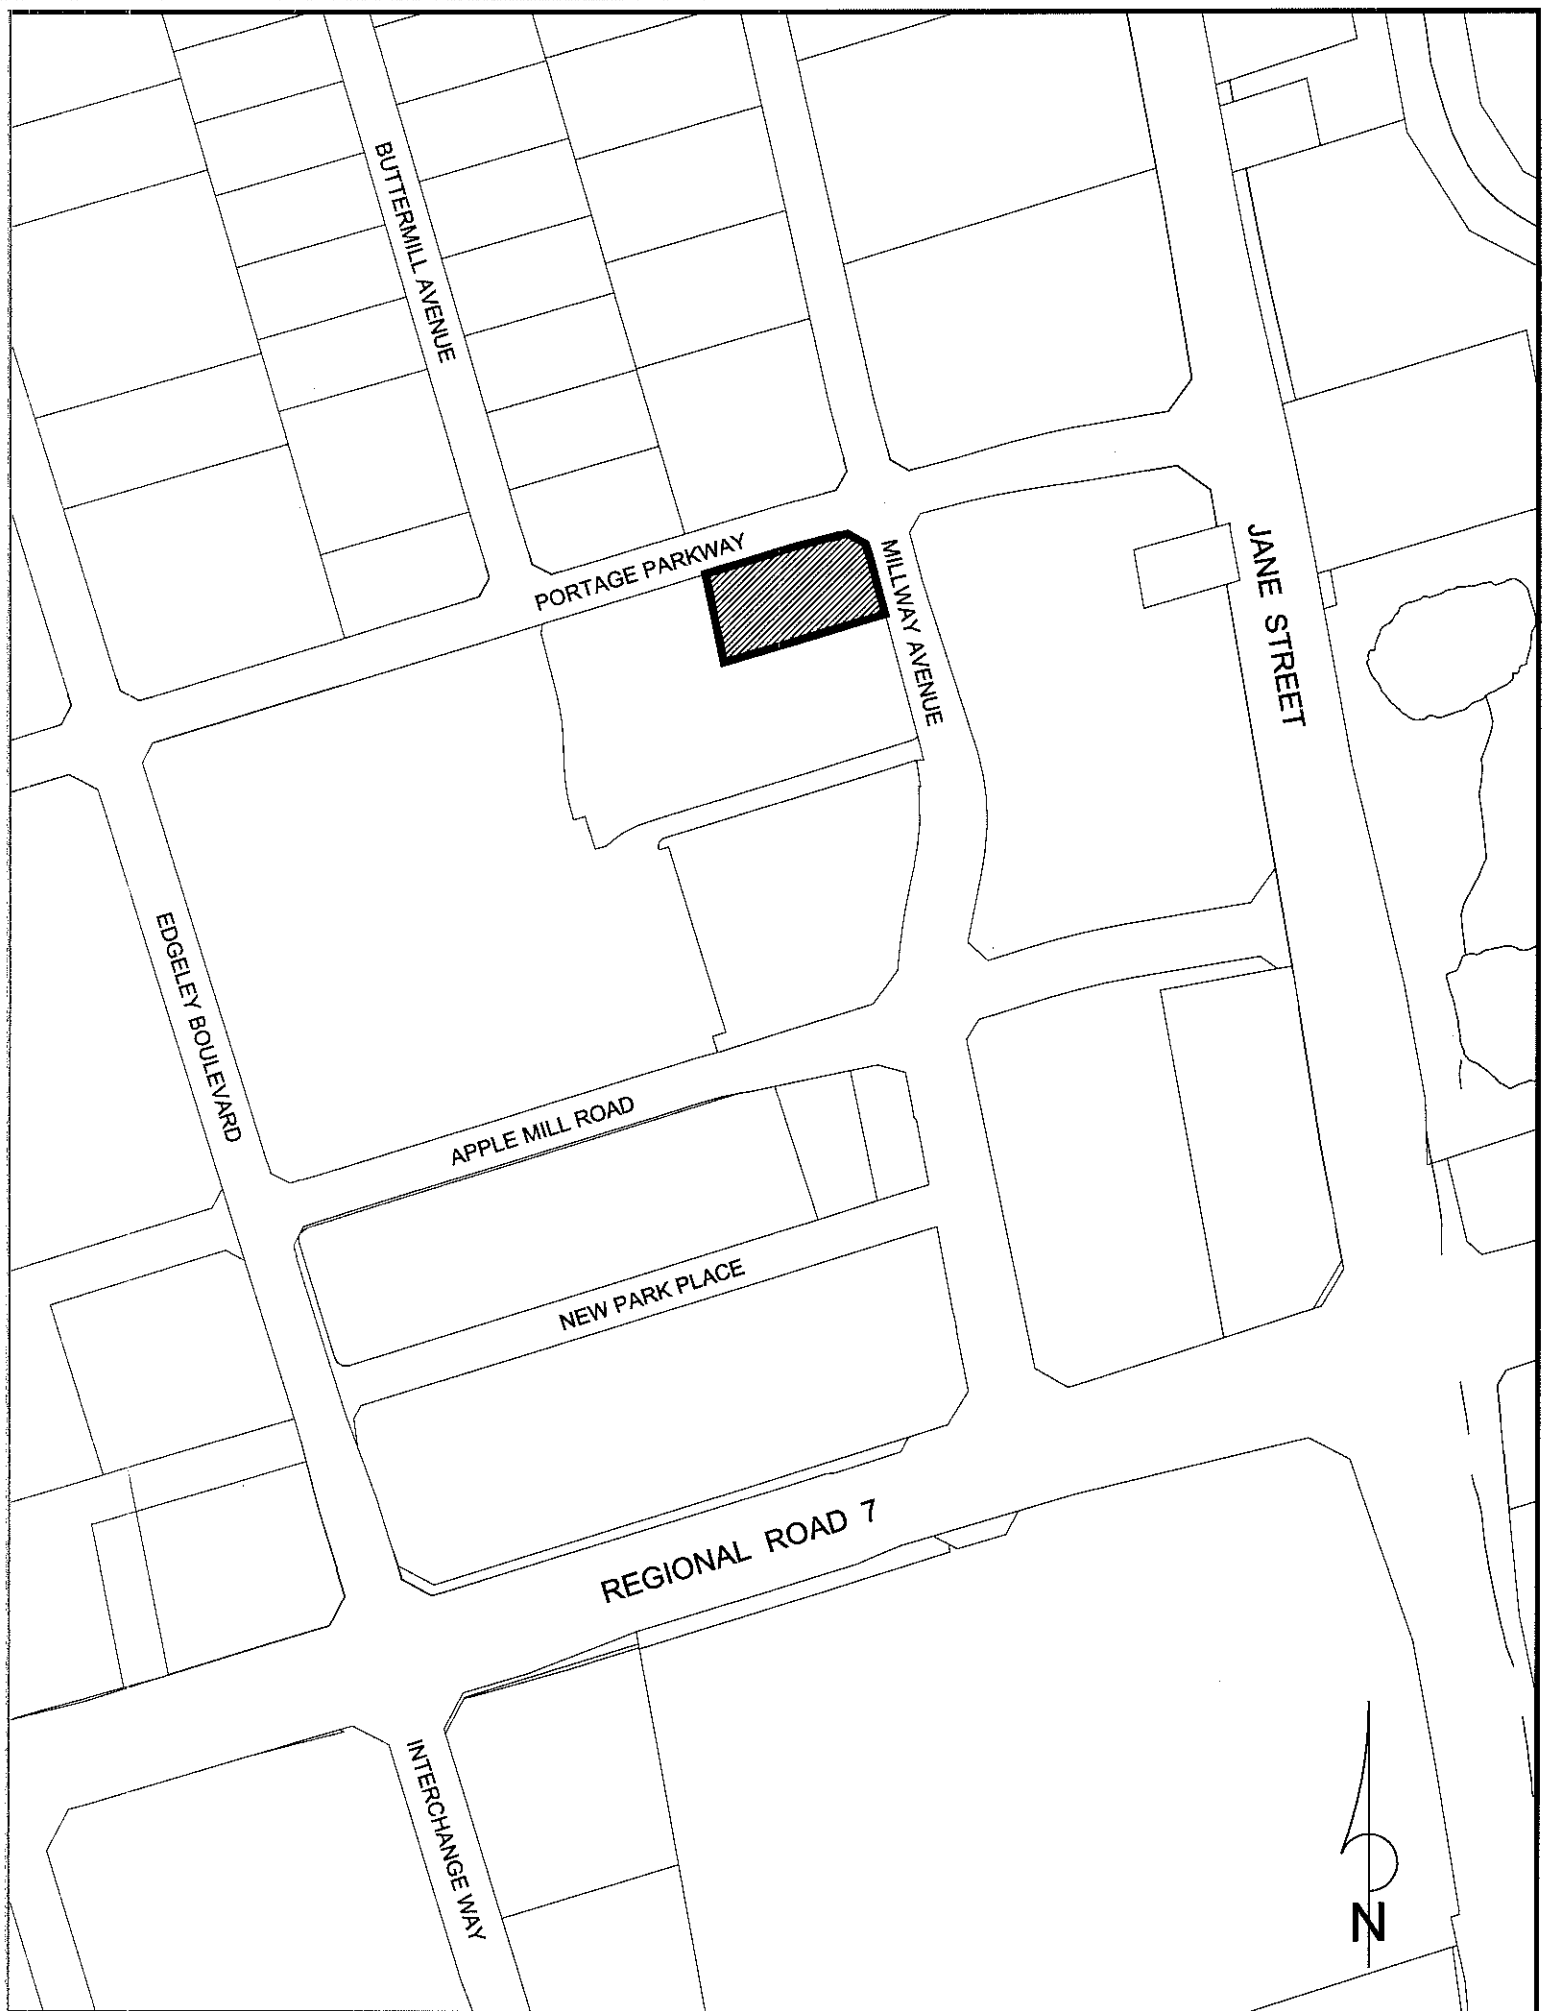 BUTTERMILL AVENUE
PORTAGE PARKWAY
MILLWAY AVENUE
JANE STREET
EDGELEY BOULEVARD
APPLE MILL ROAD
NEW PARK PLACE
REGIONAL ROAD 7
INTERCHANGE WAY
N